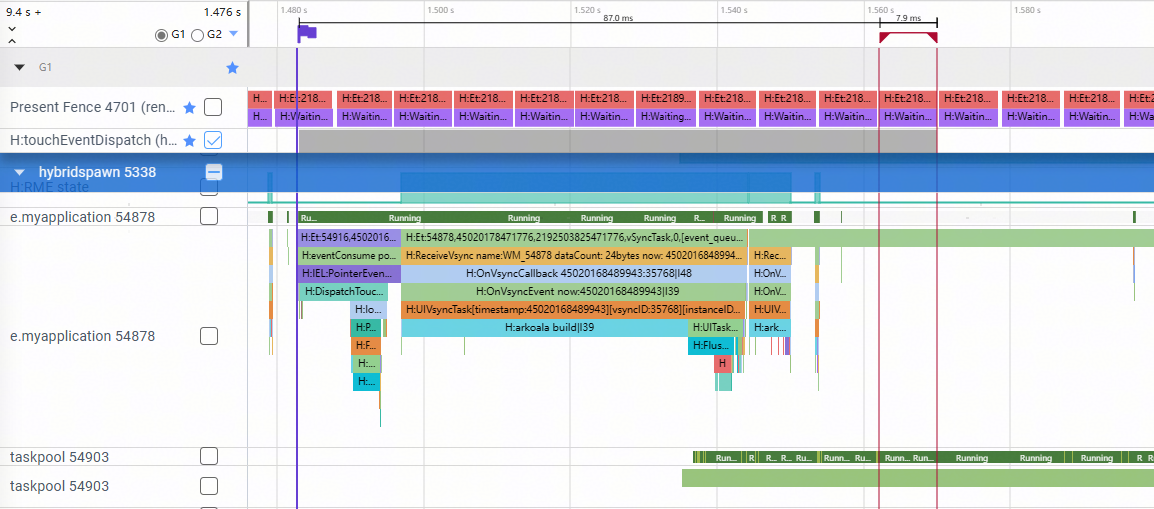 9.4 s + 1.476 s
1.480 s 1.500 s 1.520 s 1.540 s 1.560 s 1.580 s
87.0 ms 7.9 ms
G1 G2
G1
Present Fence 4701 (ren...
H... H:Et:218... H:Et:218... H:Et:218... H:Et:218... H:Et:218... H:Et:218... H:Et:2189... H:Et:218... H:Et:218... H:Et:218... H:Et:218... H:Et:218... H:Et:218... H:Et:218... H:Et:2
H... H:Waitin... H:Waitin... H:Waitin... H:Waitin... H:Waitin... H:Waitin... H:Waiting... H:Waitin... H:Waitin... H:Waitin... H:Waitin... H:Waitin... H:Waitin... H:Waitin... H:Wait
H:touchEventDispatch (h...
hybridspawn 5338
H:RME state
e.myapplication 54878
Ru... Running Running Running Running R... Running R R
H:Et:54916,4502016... H:Et:54878,45020178471776,2192503825471776,vSyncTask,0,[event_queu...
H:eventConsume po... H:ReceiveVsync name:WM_54878 dataCount: 24bytes now: 4502016848994... H:Rec...
H:IEL:PointerEven... H:OnVsyncCallback 45020168489943:35768|I48 H:OnV...
H:DispatchTouc... H:OnVsyncEvent now:45020168489943|I39 H:OnV...
H:Io... H:UIVsyncTask[timestamp:45020168489943][vsyncID:35768][instanceID... H:UIV...
e.myapplication 54878
H:P... H:arkoala build|I39 H:UITask... H:ark...
H:F... H:Flus...
H:... H
H:...
taskpool 54903
Run... R R... R... Ru... Runn... Ru... Runn... Run... Running Running Running R R
taskpool 54903